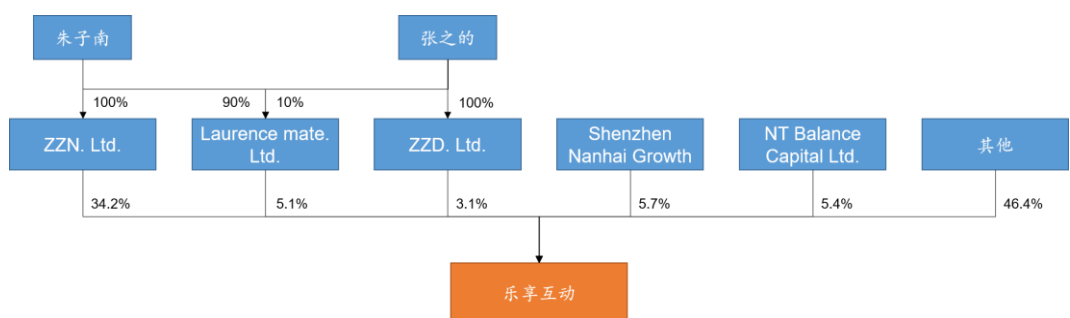 朱子南
张之的
100%
90%
10%
100%
ZZN. Ltd.
Laurence mate.
Ltd.
ZZD. Ltd.
Shenzhen
Nanhai Growth
NT Balance
Capital Ltd.
其他
34.2%
5.1%
3.1%
5.7%
5.4%
46.4%
乐享互动